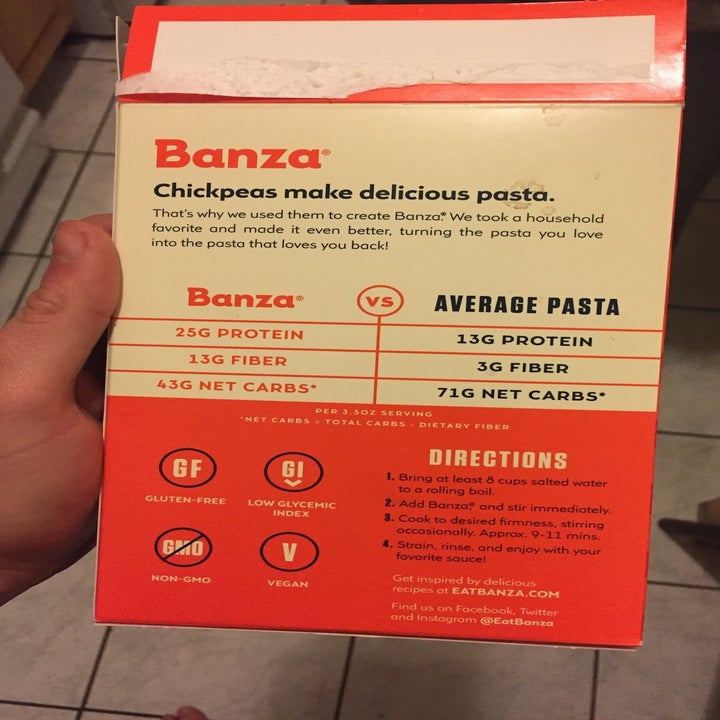 Banza®
Chickpeas make delicious pasta.
That's why we used them to create Banza.® We took a household
favorite and made it even better, turning the pasta you love
into the pasta that loves you back!
Banza® VS AVERAGE PASTA
25G PROTEIN 13G PROTEIN
13G FIBER 3G FIBER
43G NET CARBS* 71G NET CARBS*
PER 3.5OZ SERVING
*NET CARBS = TOTAL CARBS - DIETARY FIBER
GF
GLUTEN-FREE
GI
LOW GLYCEMIC
INDEX
GMO
NON-GMO
V
VEGAN
DIRECTIONS
1. Bring at least 8 cups salted water
to a rolling boil.
2. Add Banza,® and stir immediately.
3. Cook to desired firmness, stirring
occasionally. Approx. 9-11 mins.
4. Strain, rinse, and enjoy with your
favorite sauce!
Get inspired by delicious
recipes at EATBANZA.COM
Find us on Facebook, Twitter
and Instagram @EatBanza